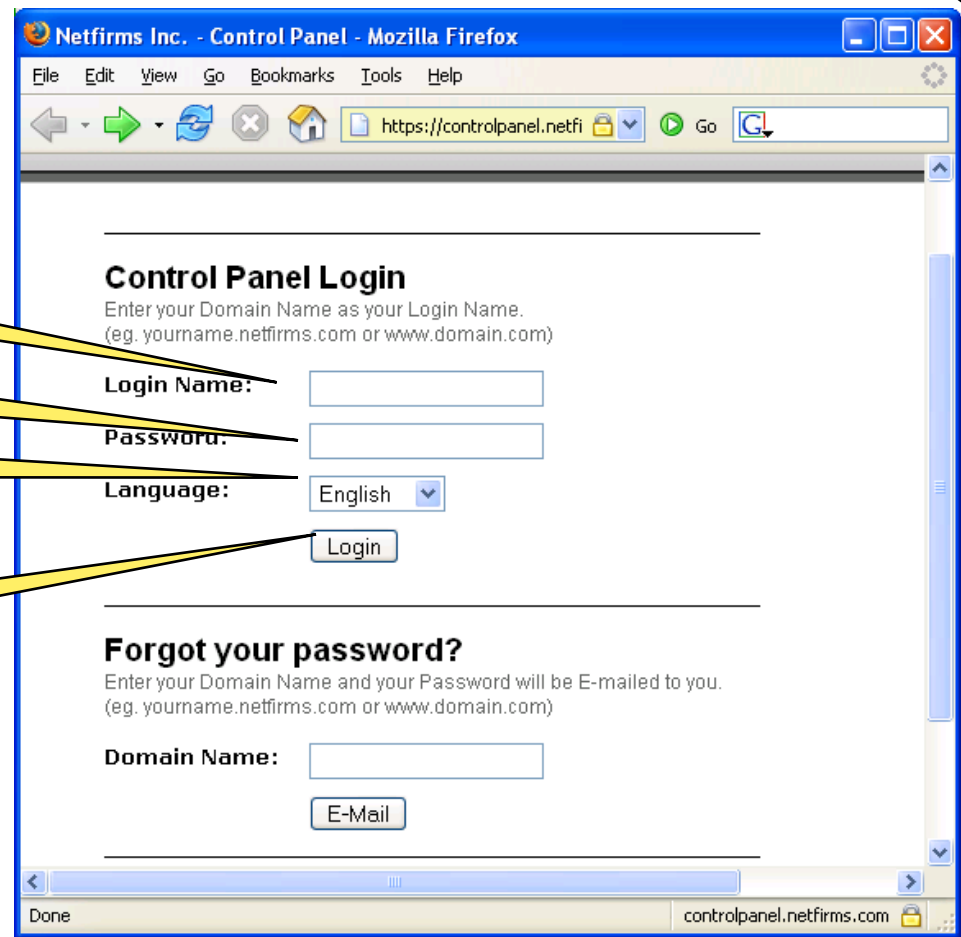 Netfirms Inc. - Control Panel - Mozilla Firefox
File Edit View Go Bookmarks Tools Help
https://controlpanel.netfi Go G
Control Panel Login
Enter your Domain Name as your Login Name.
(eg. yourname.netfirms.com or www.domain.com)
Login Name:
Password:
Language: English
Login
Forgot your password?
Enter your Domain Name and your Password will be E-mailed to you.
(eg. yourname.netfirms.com or www.domain.com)
Domain Name:
E-Mail
Done controlpanel.netfirms.com